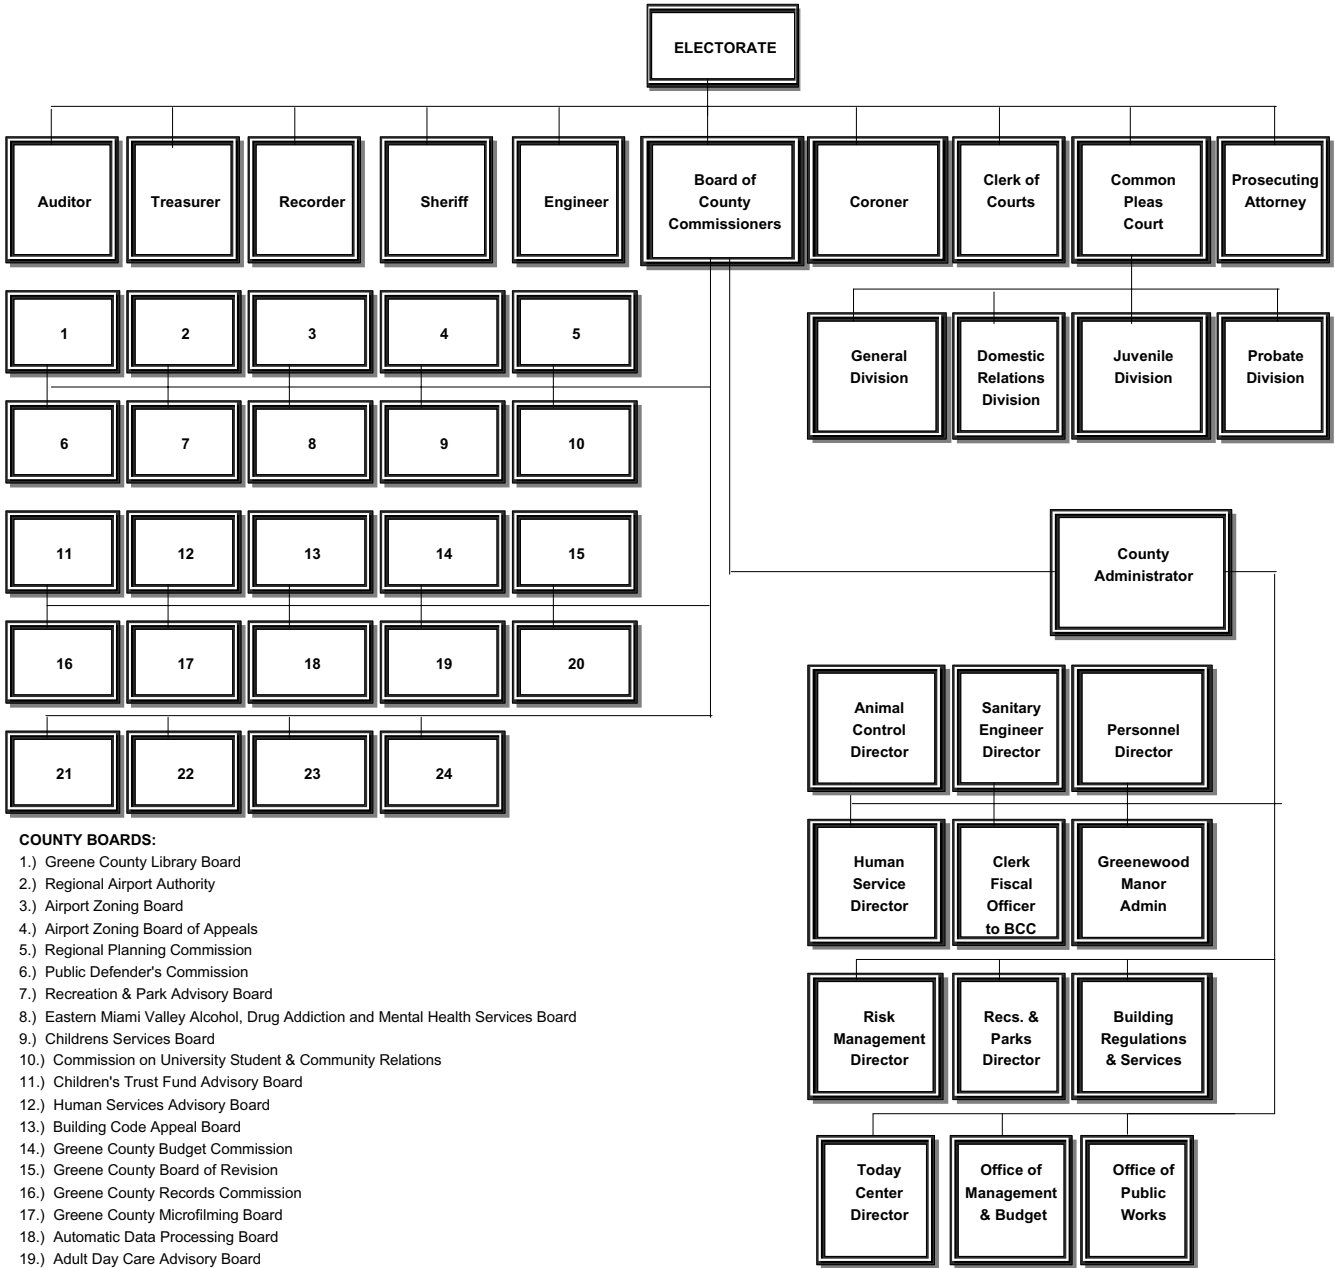 ELECTORATE
Auditor
Treasurer
Recorder
Sheriff
Engineer
Board of
County
Commissioners
Coroner
Clerk of
Courts
Common
Pleas
Court
Prosecuting
Attorney
1
2
3
4
5
General
Division
Domestic
Relations
Division
Juvenile
Division
Probate
Division
6
7
8
9
10
11
12
13
14
15
County
Administrator
16
17
18
19
20
Animal
Control
Director
Sanitary
Engineer
Director
Personnel
Director
21
22
23
24
Human
Service
Director
Clerk
Fiscal
Officer
to BCC
Greenewood
Manor
Admin
Risk
Management
Director
Recs. &
Parks
Director
Building
Regulations
& Services
Today
Center
Director
Office of
Management
& Budget
Office of
Public
Works
COUNTY BOARDS:
1.) Greene County Library Board
2.) Regional Airport Authority
3.) Airport Zoning Board
4.) Airport Zoning Board of Appeals
5.) Regional Planning Commission
6.) Public Defender's Commission
7.) Recreation & Park Advisory Board
8.) Eastern Miami Valley Alcohol, Drug Addiction and Mental Health Services Board
9.) Childrens Services Board
10.) Commission on University Student & Community Relations
11.) Children's Trust Fund Advisory Board
12.) Human Services Advisory Board
13.) Building Code Appeal Board
14.) Greene County Budget Commission
15.) Greene County Board of Revision
16.) Greene County Records Commission
17.) Greene County Microfilming Board
18.) Automatic Data Processing Board
19.) Adult Day Care Advisory Board